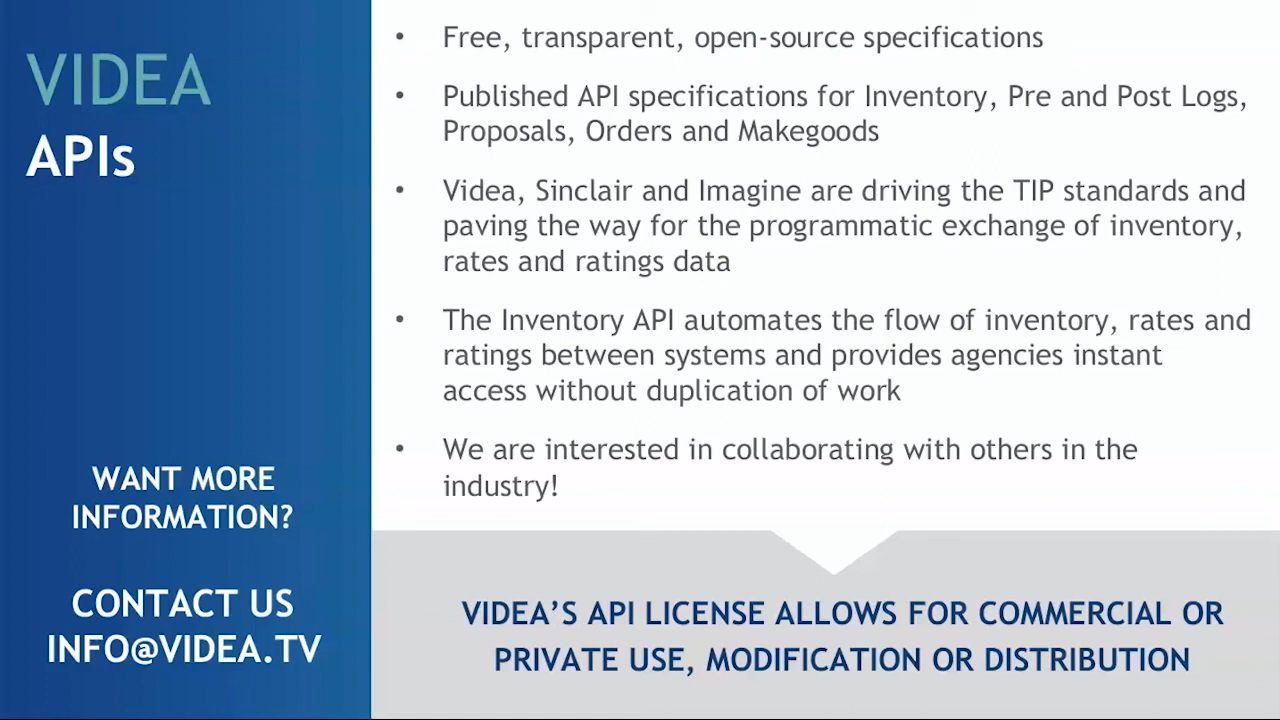 VIDEA
APIs
WANT MORE
INFORMATION?
CONTACT US
INFO@VIDEA.TV
• Free, transparent, open-source specifications
• Published API specifications for Inventory, Pre and Post Logs,
Proposals, Orders and Makegoods
• Videa, Sinclair and Imagine are driving the TIP standards and
paving the way for the programmatic exchange of inventory,
rates and ratings data
• The Inventory API automates the flow of inventory, rates and
ratings between systems and provides agencies instant
access without duplication of work
• We are interested in collaborating with others in the
industry!
VIDEA’S API LICENSE ALLOWS FOR COMMERCIAL OR
PRIVATE USE, MODIFICATION OR DISTRIBUTION